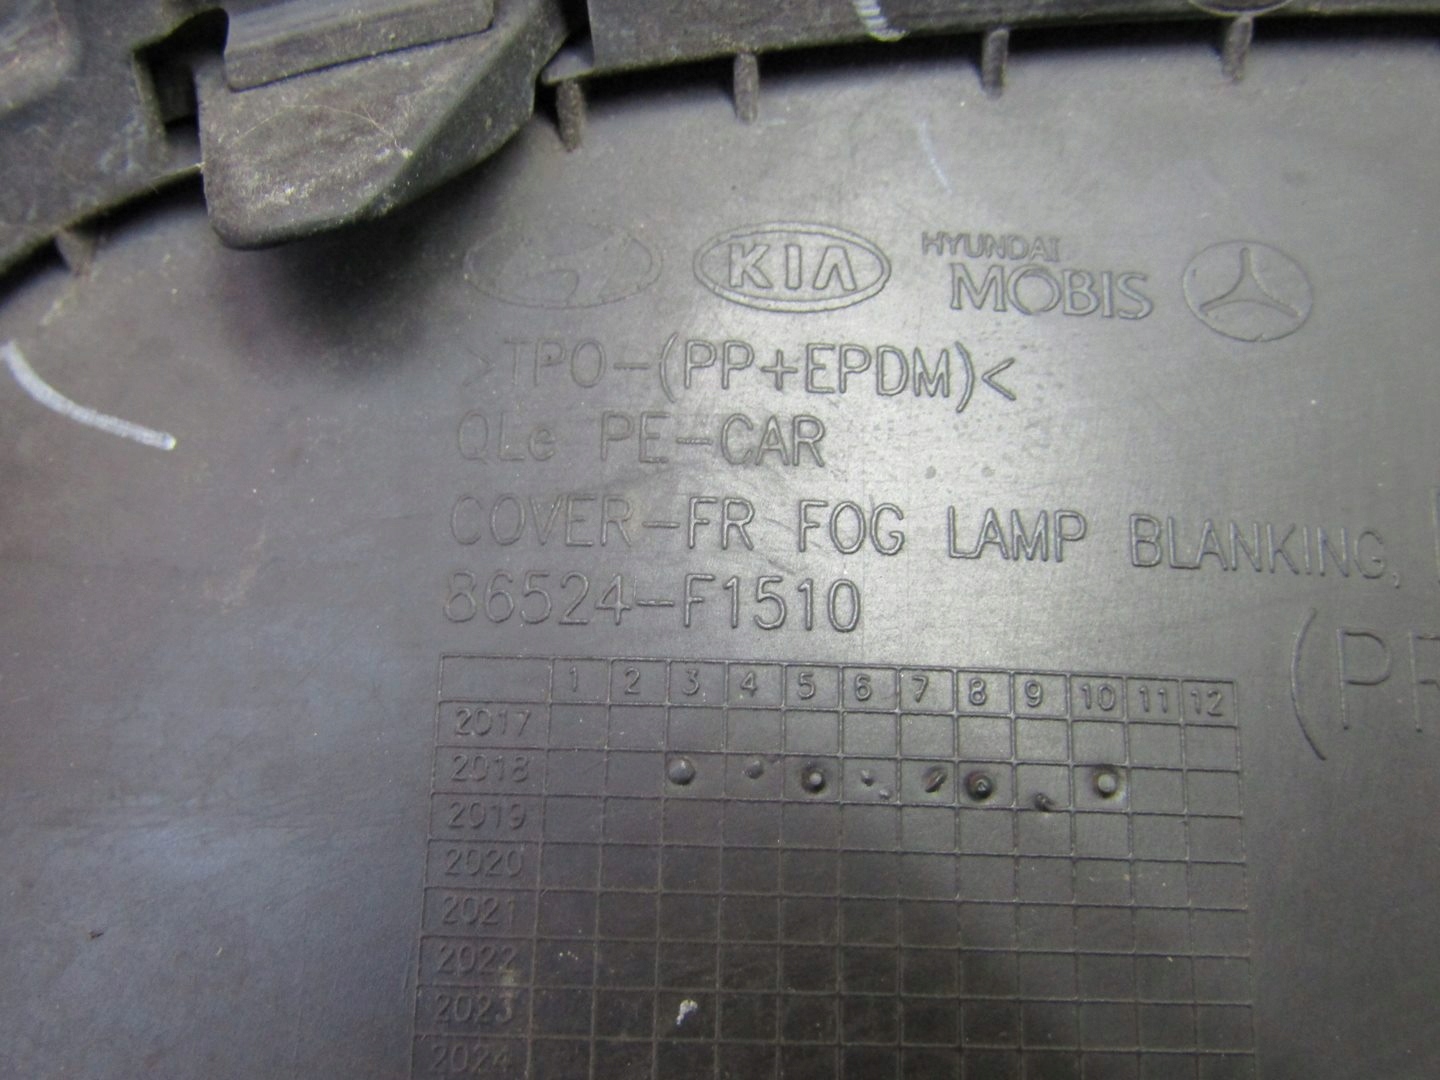 KIA
HYUNDAI
MOBIS
>TPO-(PP+EPDM)<
QLe PE-CAR
COVER-FR FOG LAMP BLANKING,
86524-F1510
1 2 3 4 5 6 7 8 9 10 11 12
2017
2018
2019
2020
2021
2022
2023
2024